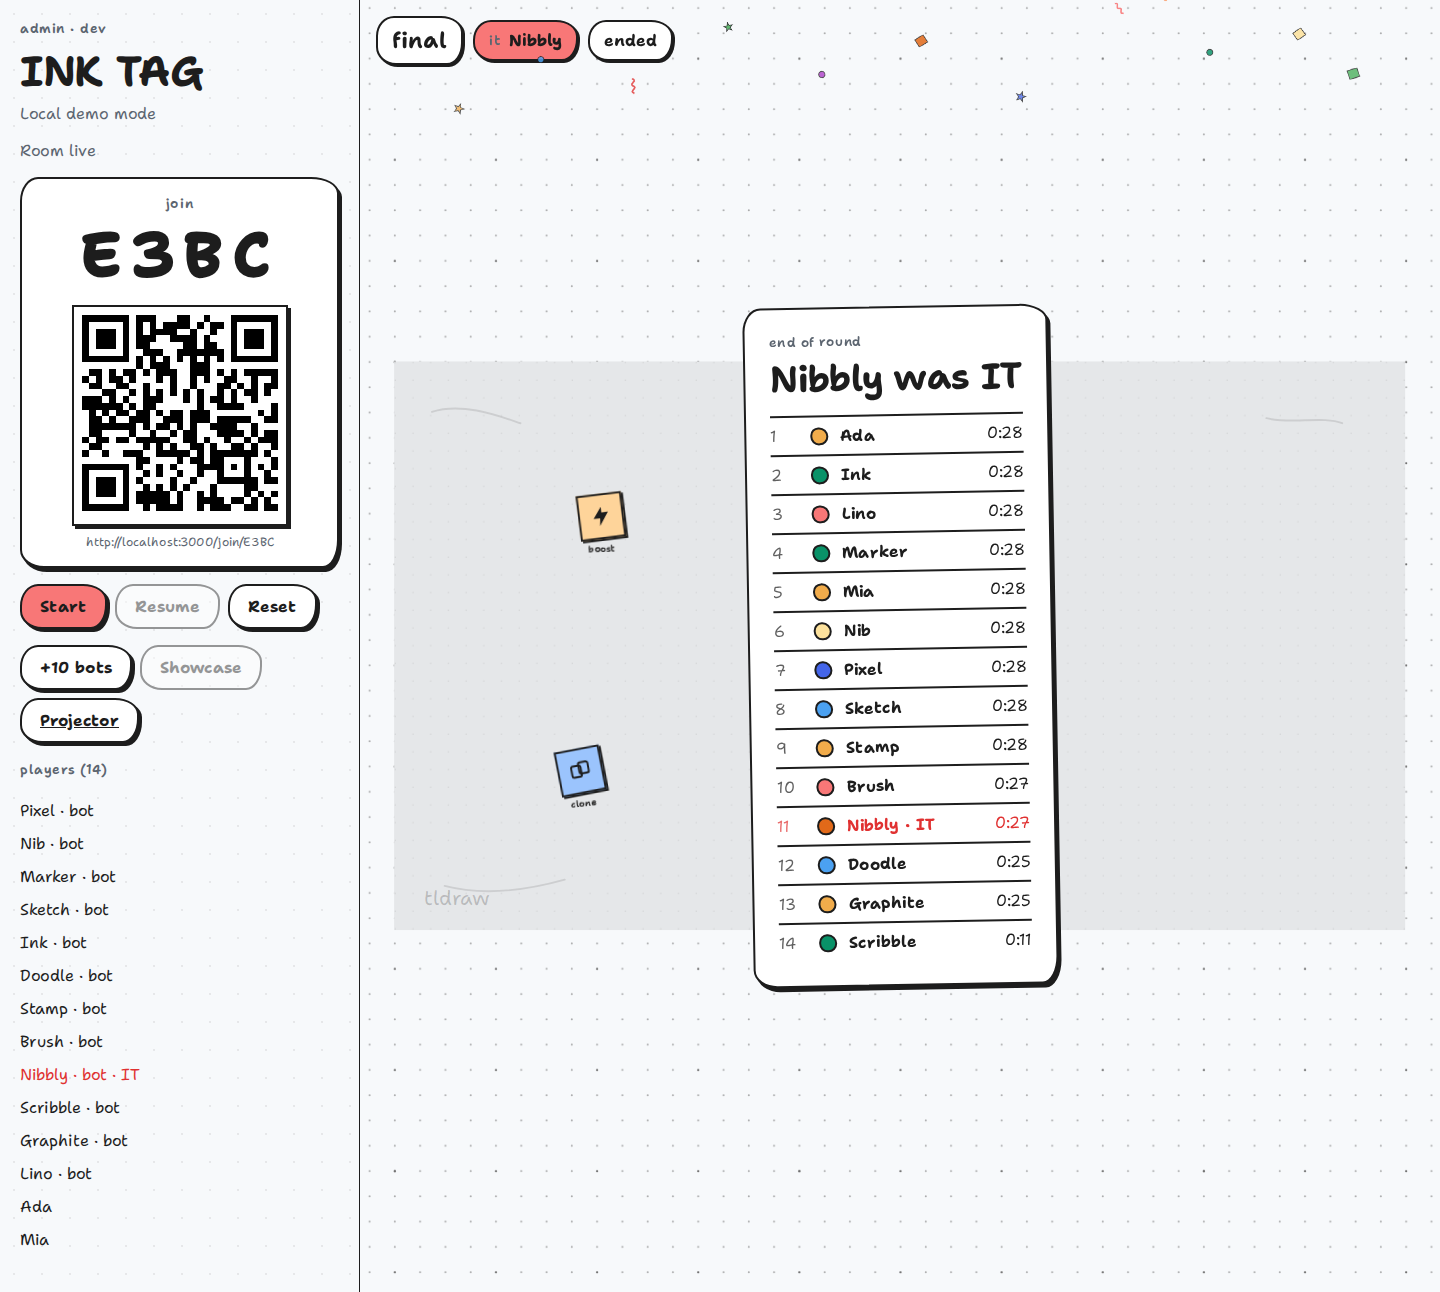 admin · dev
INK TAG
Local demo mode
Room live
join
E3BC
http://localhost:3000/join/E3BC
Start
Resume
Reset
+10 bots
Showcase
Projector
players (14)
Pixel · bot
Nib · bot
Marker · bot
Sketch · bot
Ink · bot
Doodle · bot
Stamp · bot
Brush · bot
Nibbly · bot · IT
Scribble · bot
Graphite · bot
Lino · bot
Ada
Mia
final
it Nibbly
ended
boost
clone
tldraw
end of round
Nibbly was IT
1 Ada 0:28
2 Ink 0:28
3 Lino 0:28
4 Marker 0:28
5 Mia 0:28
6 Nib 0:28
7 Pixel 0:28
8 Sketch 0:28
9 Stamp 0:28
10 Brush 0:27
11 Nibbly · IT 0:27
12 Doodle 0:25
13 Graphite 0:25
14 Scribble 0:11